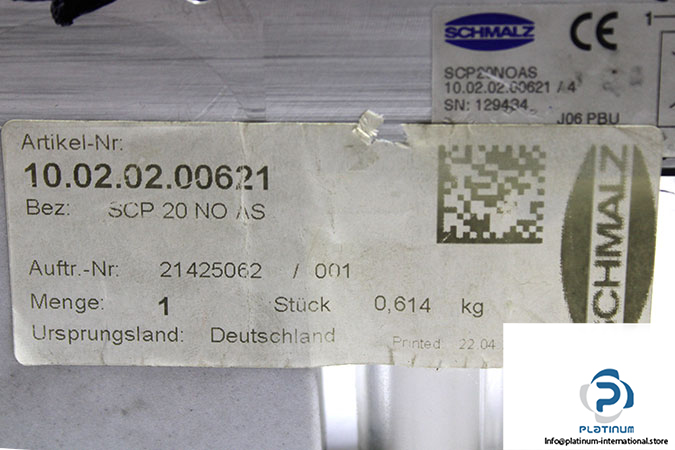 SCHMALZ
CE
1
SCP20NOAS
10.02.02.00621 A4
SN: 129434
J06 PBU
Artikel-Nr:
10.02.02.00621
Bez: SCP 20 NO AS
Auftr.-Nr: 21425062 / 001
Menge: 1 Stück 0,614 kg
Ursprungsland: Deutschland
Printed: 22.04
SCHMALZ
PLATINUM
Info@platinum-international.store